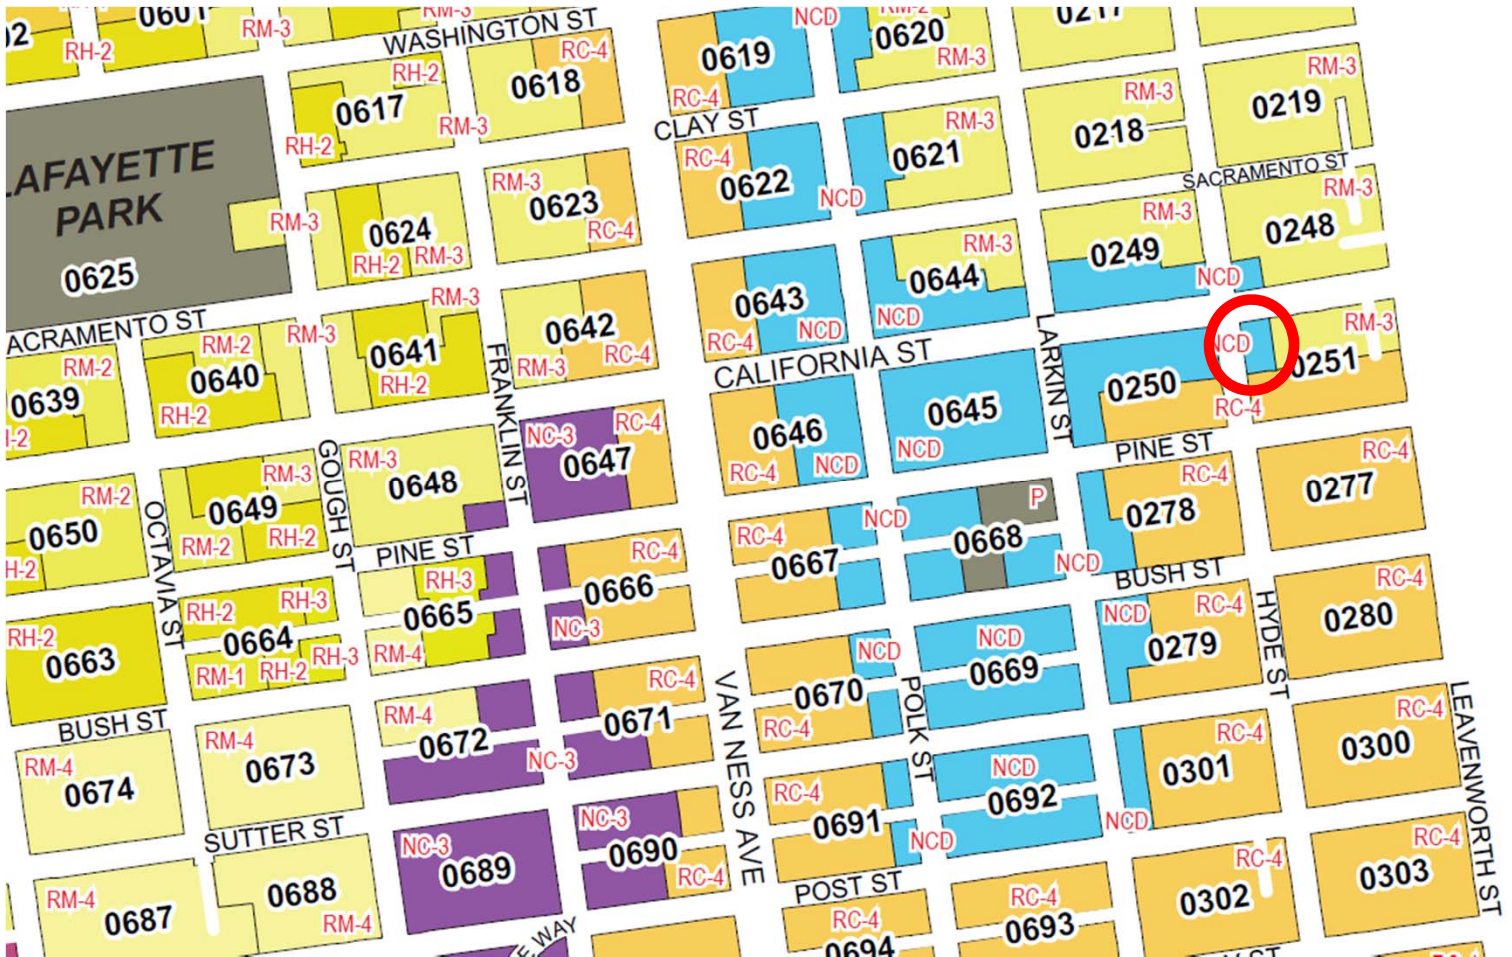 02
0601
RM-3
RM-3
NCD
RM-2
0217
RH-2
WASHINGTON ST
RC-4
0619
0620
RM-3
RH-2
0618
0617
RM-3
RH-2
RC-4
CLAY ST
RM-3
0621
RM-3
0218
RM-3
0219
LAFAYETTE
PARK
0625
RM-3
0624
RH-2
RM-3
RM-3
0623
RC-4
RC-4
0622
NCD
SACRAMENTO ST
RM-3
RM-3
0249
0248
NCD
RM-3
0644
NCD
0643
RC-4
NCD
RM-3
0642
RM-3
RC-4
ACRAMENTO ST
RM-2
RM-3
0641
RH-2
RM-2
0640
RH-2
0639
FRANKLIN ST
CALIFORNIA ST
LARKIN ST
NCD
RM-3
0251
0250
RC-4
0645
NCD
0646
RC-4
NCD
NC-3
RC-4
0647
RM-3
0648
GOUGH ST
RM-3
0649
RM-2
RH-2
OCTAVIA ST
RM-2
0650
H-2
PINE ST
RC-4
0277
RC-4
0278
NCD
P
0668
NCD
RC-4
0667
RC-4
0666
NC-3
PINE ST
RH-3
0665
RM-4
RH-2
RH-3
0664
RM-1
RH-2
RH-3
RH-2
0663
BUSH ST
RC-4
0280
HYDE ST
NCD
RC-4
0279
NCD
0669
NCD
0670
RC-4
POLK ST
VAN NESS AVE
RC-4
0671
RM-4
0672
NC-3
BUSH ST
RM-4
0673
RM-4
0674
LEAVENWORTH ST
RC-4
0300
RC-4
0301
NCD
NCD
0692
NCD
RC-4
0691
NC-3
0690
RC-4
NC-3
0689
SUTTER ST
0688
RM-4
RM-4
0687
POST ST
RC-4
0694
RC-4
0693
RC-4
0302
RC-4
0303
E WAY
ST
RC-4